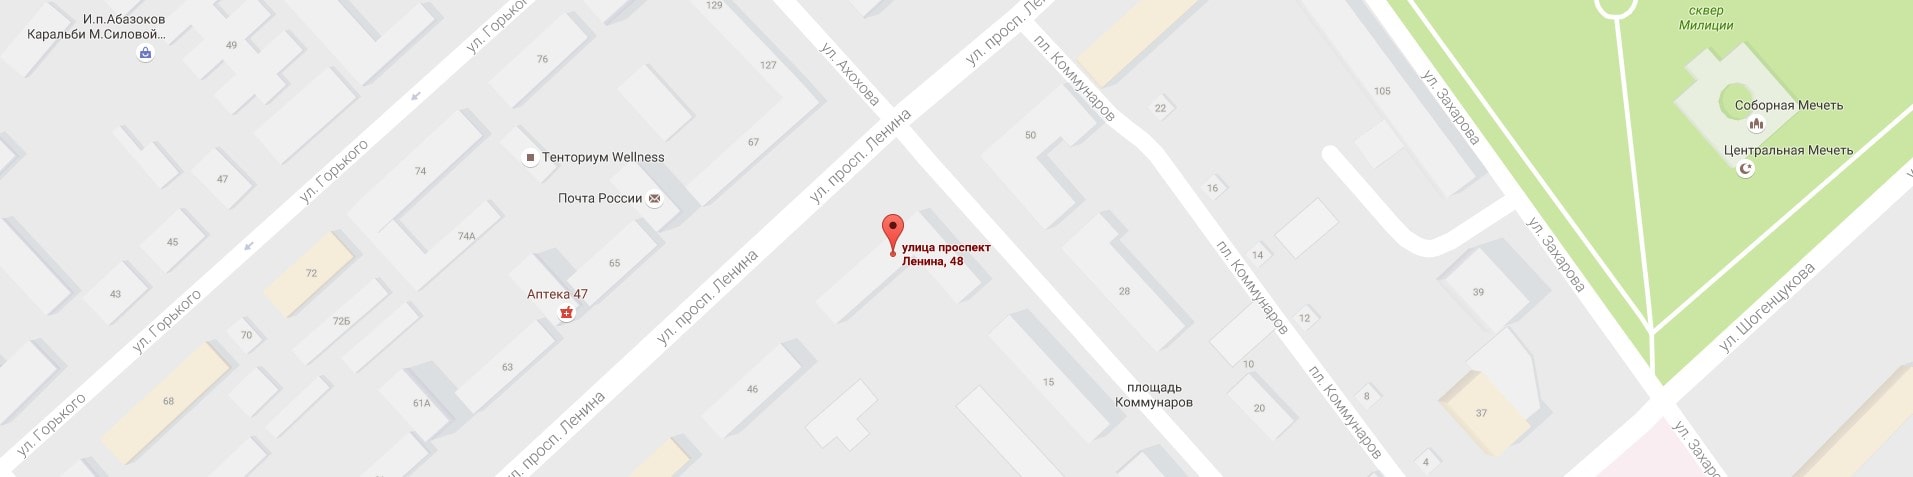 И.п.Абазоков
Каральби М.Силовой...
49
ул. Горького
76
129
127
ул. Ахохова
ул. просп. Ле
пл. Коммунаров
22
105
ул. Захарова
сквер
Милиции
Соборная Мечеть
Центральная Мечеть
ул. Горького
47
74
Тенториум Wellness
67
Почта России
ул. просп. Ленина
50
16
45
74А
65
72
43
улица проспект
Ленина, 48
пл. Коммунаров
14
ул. Захарова
39
28
12
ул. Шогенцукова
ул. Горького
70
72Б
Аптека 47
ул. просп. Ленина
63
46
15
10
площадь
Коммунаров
20
8
пл. Коммунаров
37
4
ул. Горького
68
61А
ул. просп. Ленина
ул. Захаро